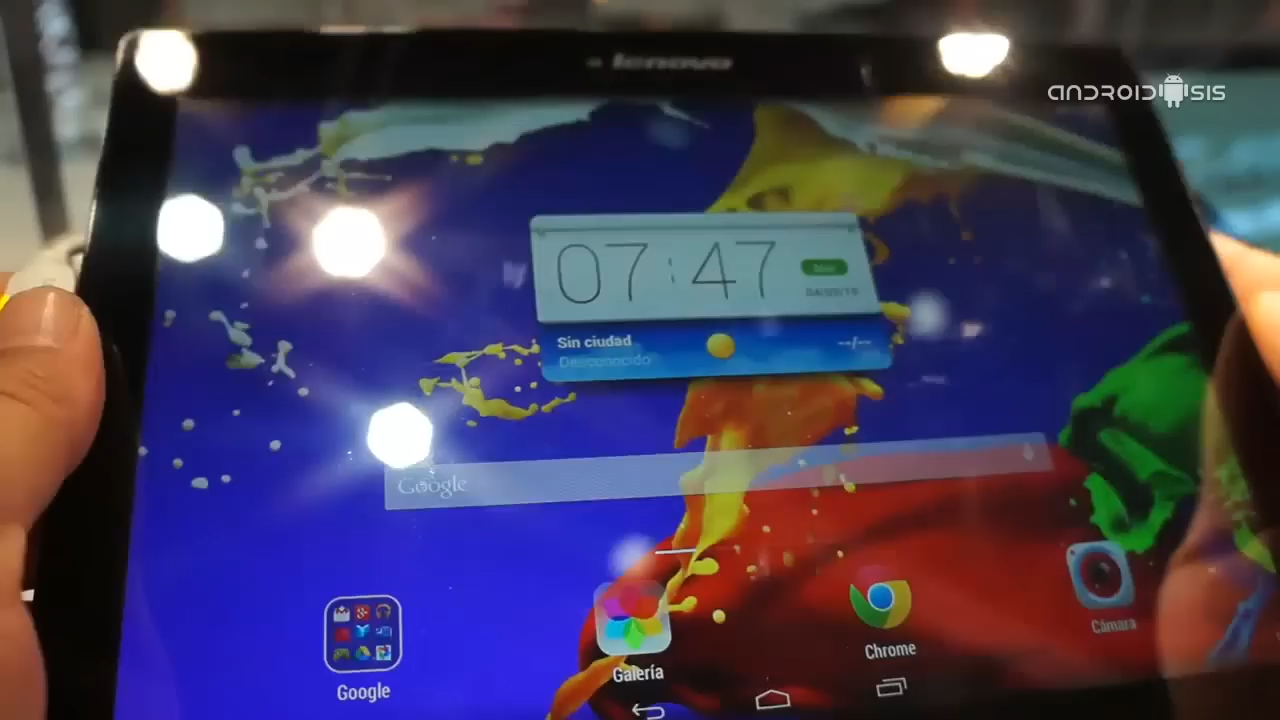 lenovo
ANDROIDSIS
07:47
Sin ciudad
--/--
Desconocido
Google
Google
Galería
Chrome
Cámara